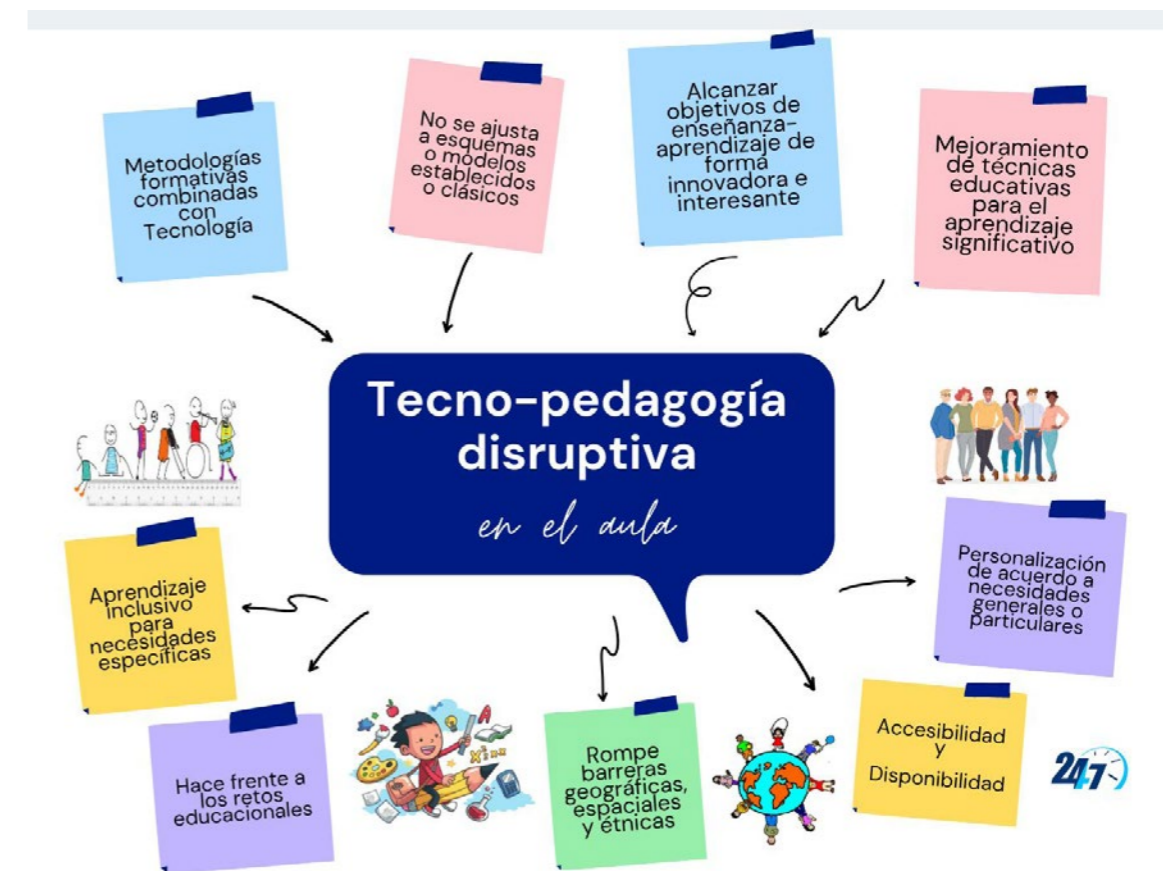 Metodologías
formativas
combinadas
con
Tecnología
No se ajusta
a esquemas
o modelos
establecidos
o clásicos
Alcanzar
objetivos de
enseñanza-
aprendizaje de
forma
innovadora e
interesante
Mejoramiento
de técnicas
educativas
para el
aprendizaje
significativo
Tecno-pedagogía
disruptiva
en el aula
Aprendizaje
inclusivo
para
necesidades
específicas
Personalización
de acuerdo a
necesidades
generales o
particulares
Hace frente a
los retos
educacionales
Rompe
barreras
geográficas,
espaciales
y étnicas
Accesibilidad
y
Disponibilidad
24/7